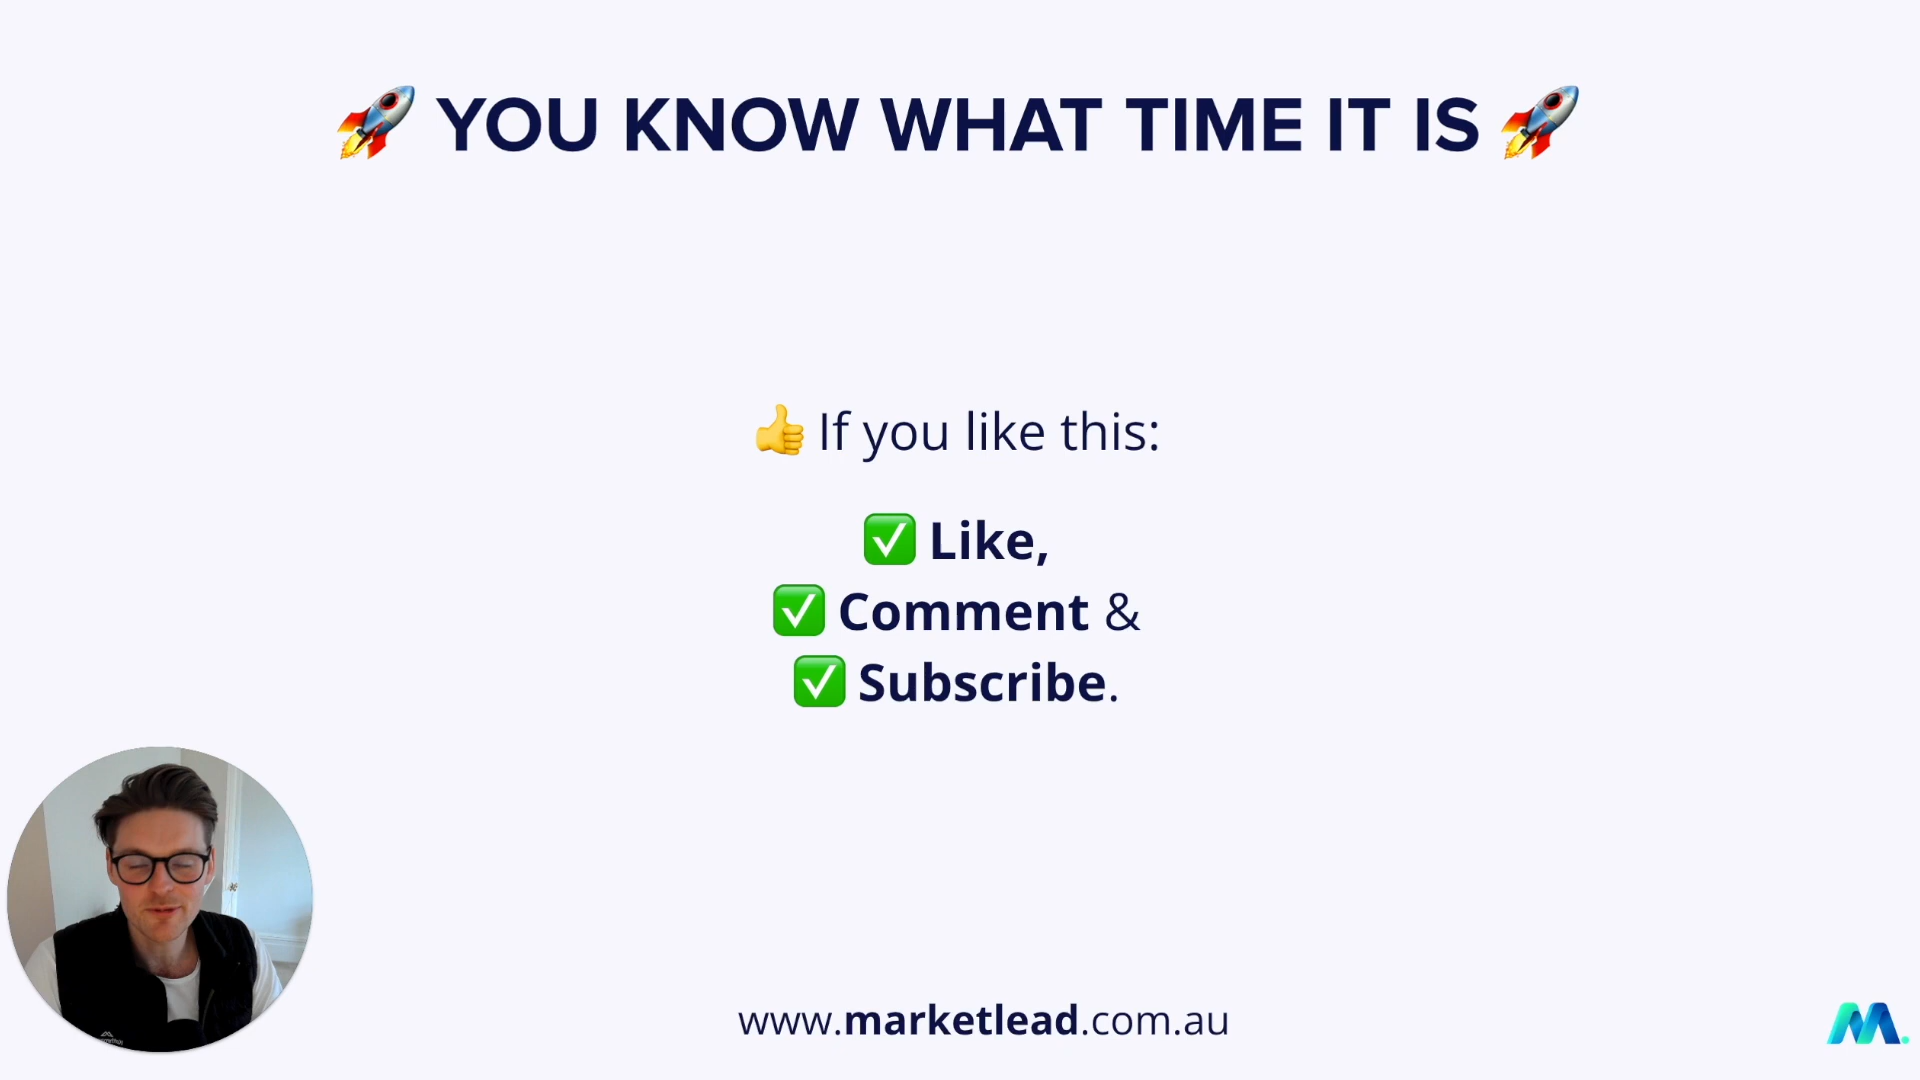 🚀 YOU KNOW WHAT TIME IT IS 🚀
👍 If you like this:
✅ Like,
✅ Comment &
✅ Subscribe.
www.marketlead.com.au
M.